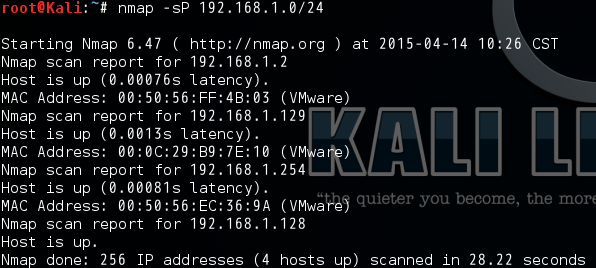 root@Kali:~# nmap -sP 192.168.1.0/24
Starting Nmap 6.47 ( http://nmap.org ) at 2015-04-14 10:26 CST
Nmap scan report for 192.168.1.2
Host is up (0.00076s latency).
MAC Address: 00:50:56:FF:4B:03 (VMware)
Nmap scan report for 192.168.1.129
Host is up (0.0013s latency).
MAC Address: 00:0C:29:B9:7E:10 (VMware)
Nmap scan report for 192.168.1.254
Host is up (0.00081s latency).
MAC Address: 00:50:56:EC:36:9A (VMware)
Nmap scan report for 192.168.1.128
Host is up.
Nmap done: 256 IP addresses (4 hosts up) scanned in 28.22 seconds
KALI LI
“the quieter you become, the more